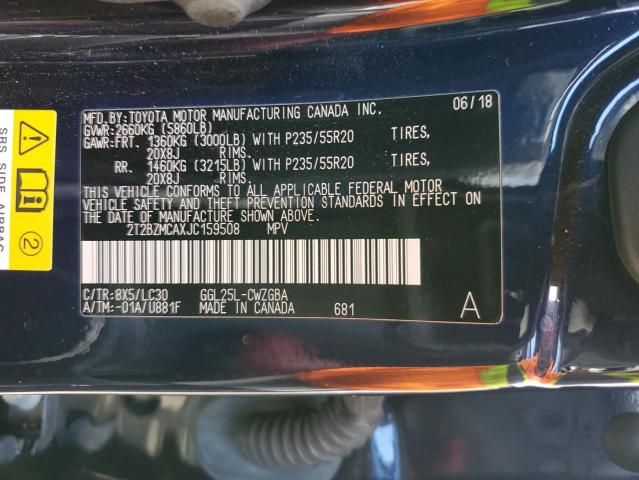 MFD.BY:TOYOTA MOTOR MANUFACTURING CANADA INC. 06/18
GVWR:2660KG (5860LB)
GAWR:FRT. 1360KG (3000LB) WITH P235/55R20 TIRES,
20X8J RIMS.
RR. 1460KG (3215LB) WITH P235/55R20 TIRES,
20X8J RIMS.
THIS VEHICLE CONFORMS TO ALL APPLICABLE FEDERAL MOTOR
VEHICLE SAFETY AND THEFT PREVENTION STANDARDS IN EFFECT ON
THE DATE OF MANUFACTURE SHOWN ABOVE.
2T2BZMCAXJC159508 MPV
C/TR:8X5/LC30 GGL25L-CWZGBA
A/TM:-01A/U881F MADE IN CANADA 681 A
SRS SIDE AIRBAG
2